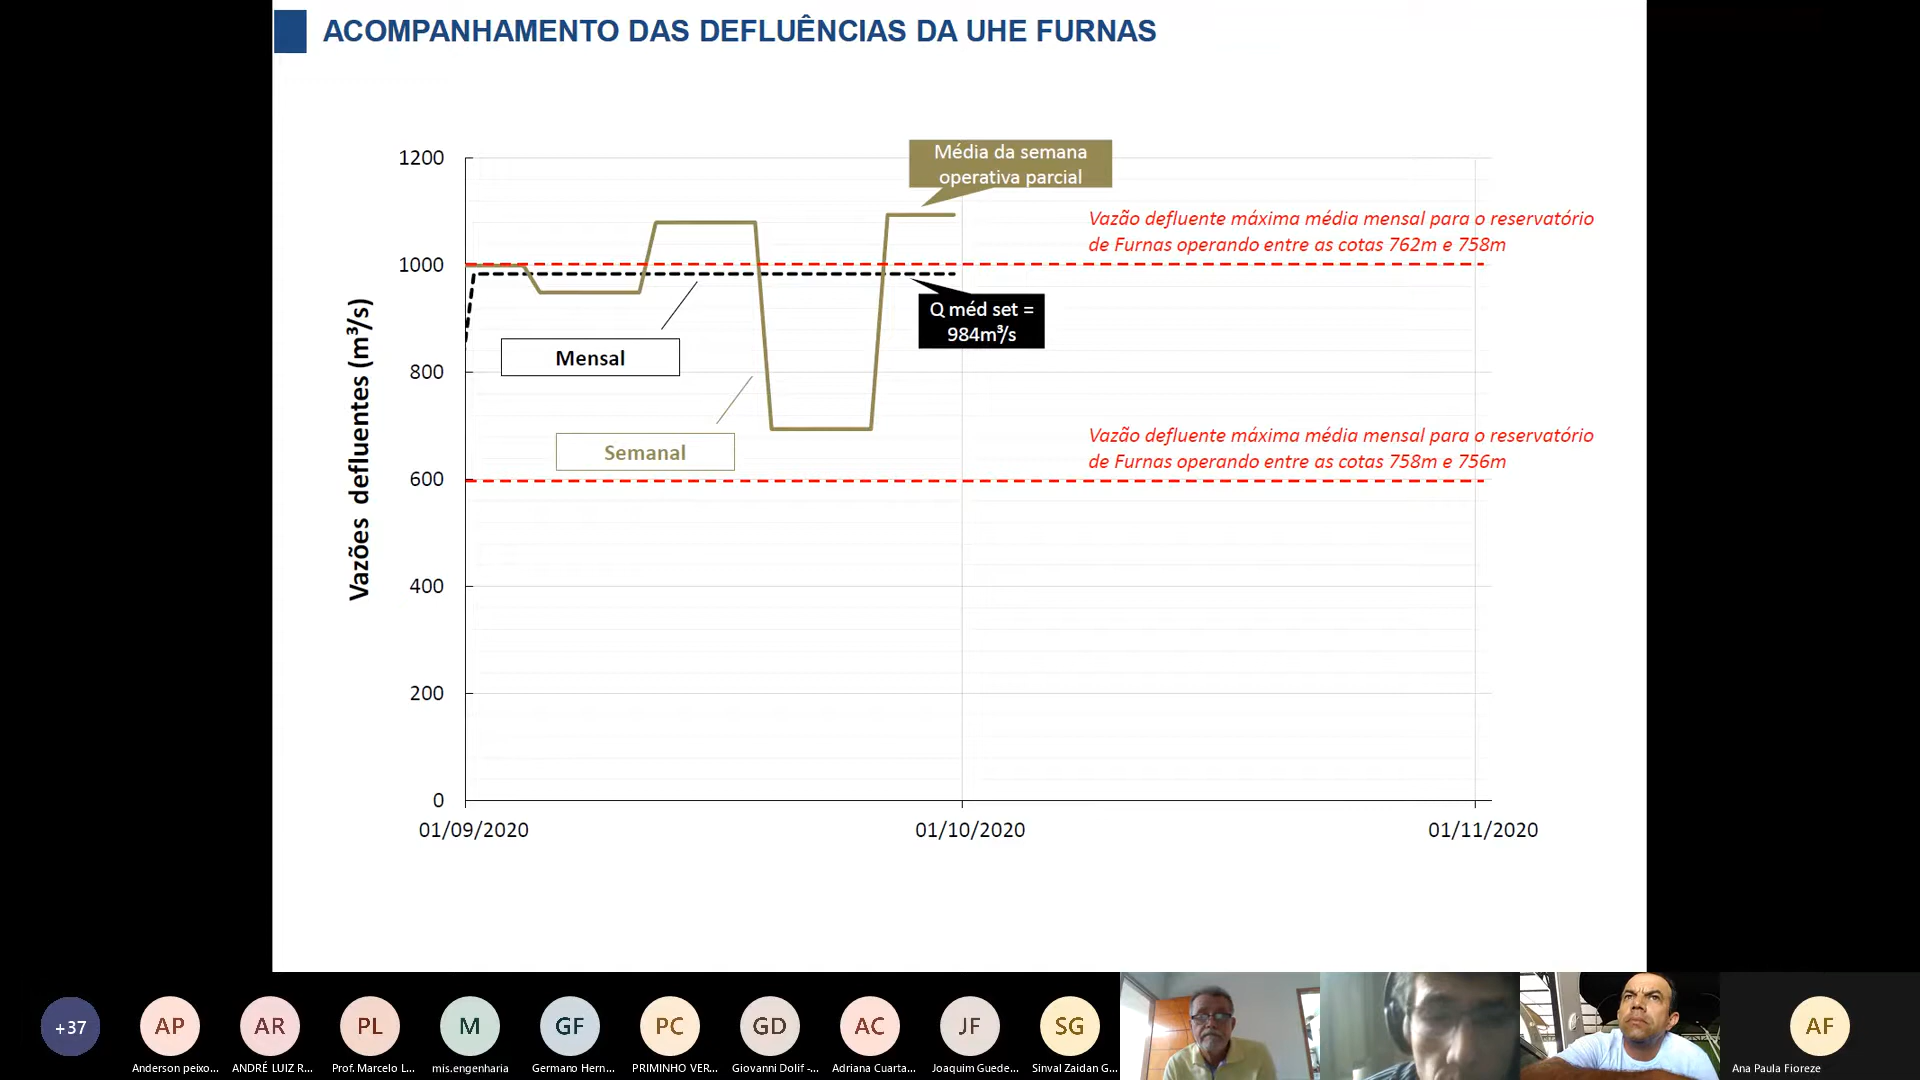 ACOMPANHAMENTO DAS DEFLUÊNCIAS DA UHE FURNAS
Média da semana
operativa parcial
Vazão defluente máxima média mensal para o reservatório
de Furnas operando entre as cotas 762m e 758m
Q méd set =
984m³/s
Mensal
Semanal
Vazão defluente máxima média mensal para o reservatório
de Furnas operando entre as cotas 758m e 756m
Vazões defluentes (m³/s)
1200
1000
800
600
400
200
0
01/09/2020
01/10/2020
01/11/2020
+37
AP
AR
PL
M
GF
PC
GD
AC
JF
SG
AF
Anderson peixo...
ANDRÉ LUIZ R...
Prof. Marcelo L...
mis.engenharia
Germano Hern...
PRIMINHO VER...
Giovanni Dolif -...
Adriana Cuarta...
Joaquim Guede...
Sinval Zaidan G...
Ana Paula Fioreze